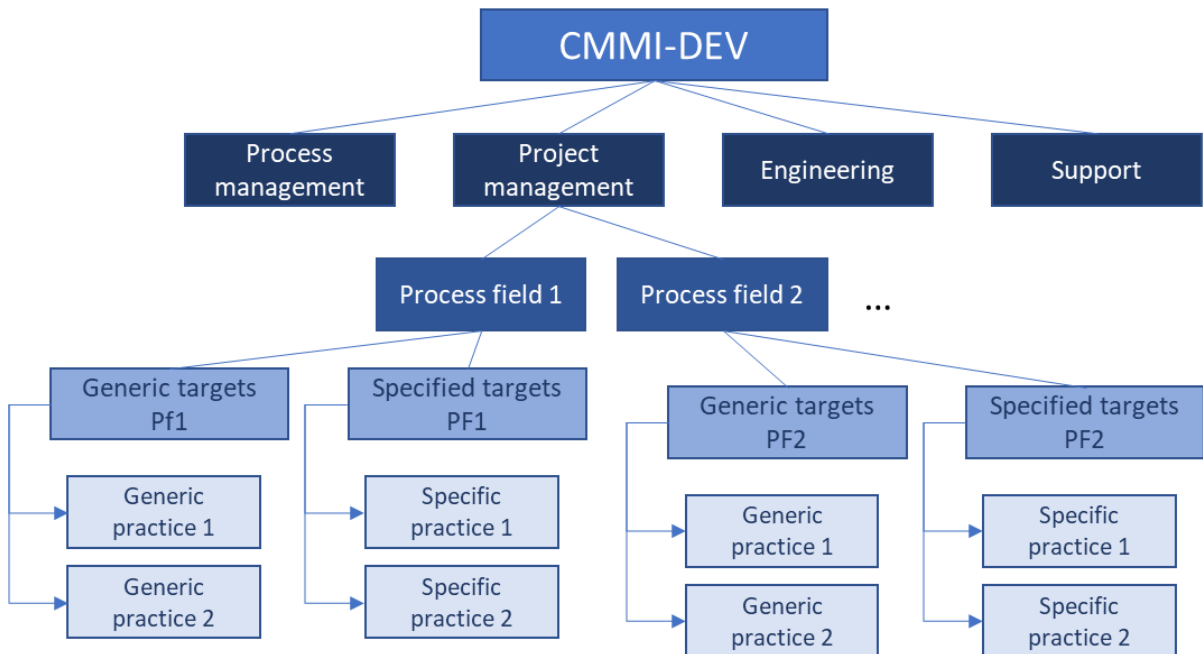 CMMI-DEV
Process
management
Project
management
Engineering
Support
Process field 1
Process field 2
...
Generic targets
Pf1
Specified targets
PF1
Generic targets
PF2
Specified targets
PF2
Generic
practice 1
Specific
practice 1
Generic
practice 1
Specific
practice 1
Generic
practice 2
Specific
practice 2
Generic
practice 2
Specific
practice 2